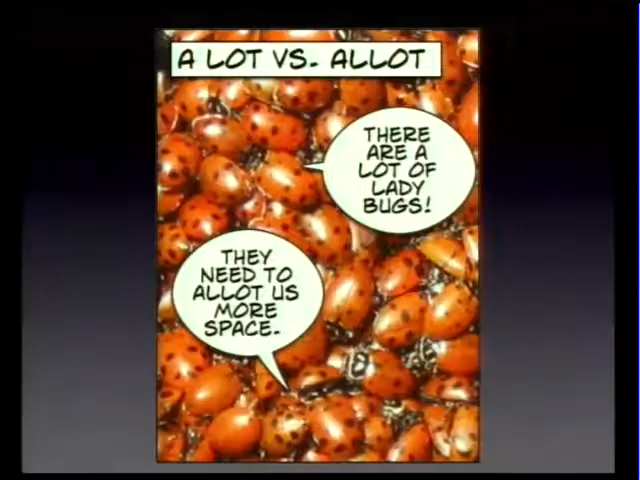 A LOT VS. ALLOT
THERE
ARE A
LOT OF
LADY
BUGS!
THEY
NEED TO
ALLOT US
MORE
SPACE.